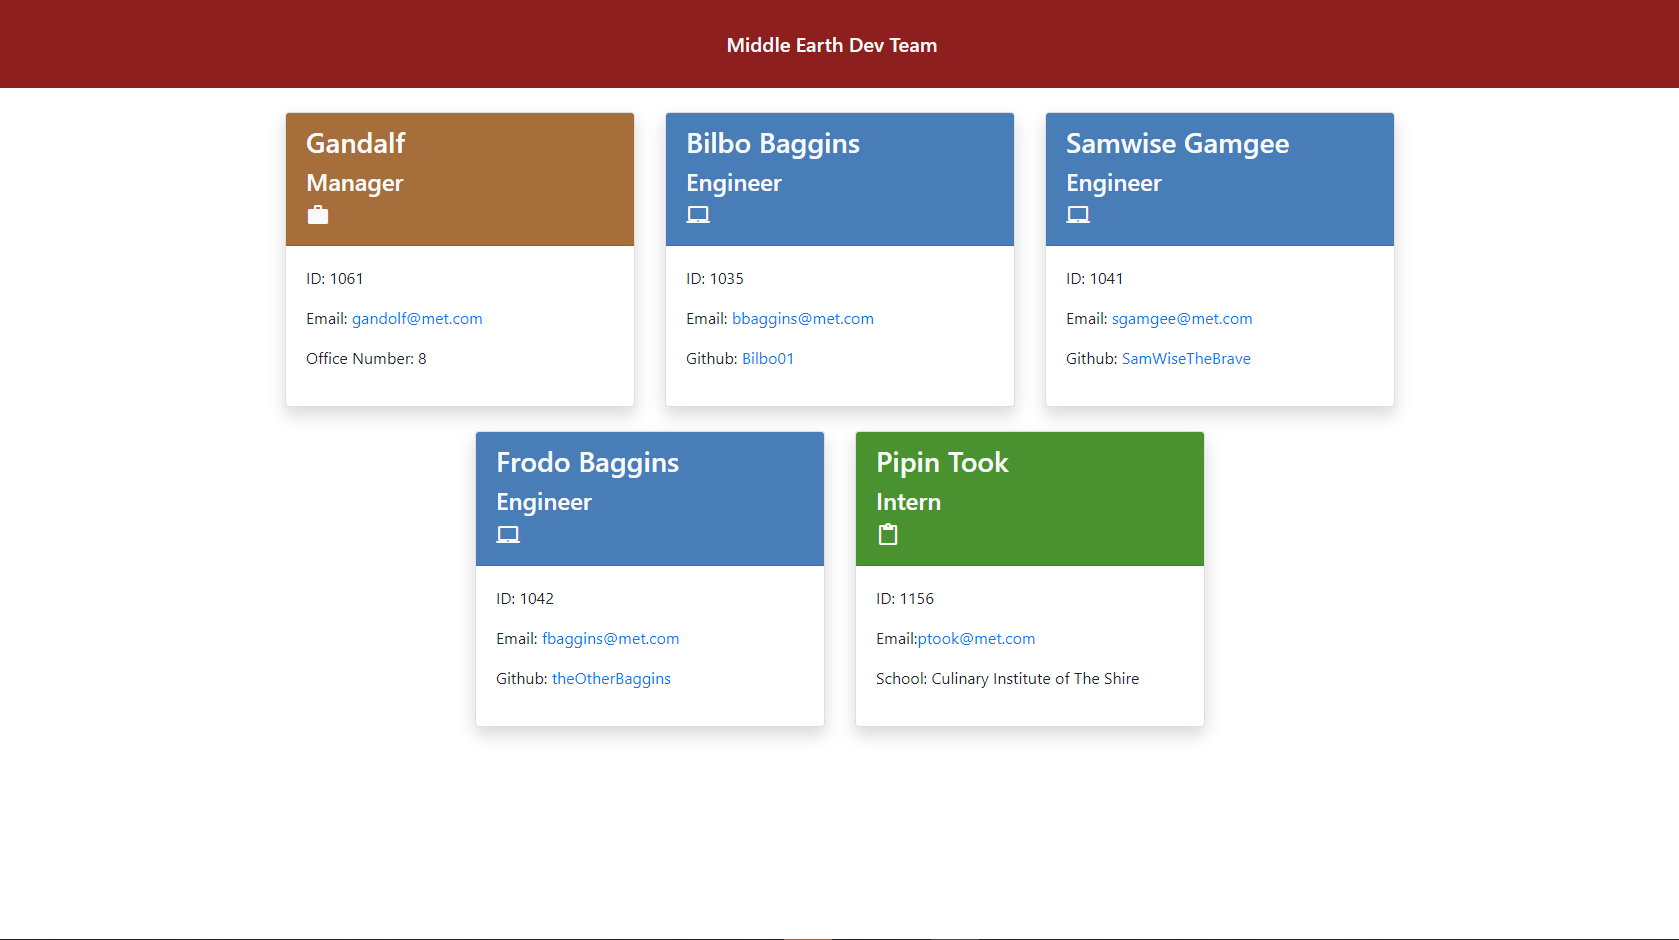 Middle Earth Dev Team
Gandalf
Manager
ID: 1061
Email: gandolf@met.com
Office Number: 8
Bilbo Baggins
Engineer
ID: 1035
Email: bbaggins@met.com
Github: Bilbo01
Samwise Gamgee
Engineer
ID: 1041
Email: sgamgee@met.com
Github: SamWiseTheBrave
Frodo Baggins
Engineer
ID: 1042
Email: fbaggins@met.com
Github: theOtherBaggins
Pipin Took
Intern
ID: 1156
Email:ptook@met.com
School: Culinary Institute of The Shire